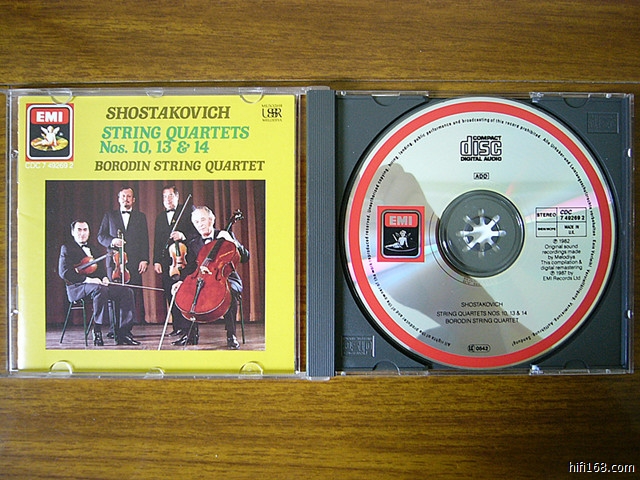 EMI
SHOSTAKOVICH
STRING QUARTETS
Nos. 10, 13 & 14
BORODIN STRING QUARTET
COMPACT
disc
DIGITAL AUDIO
ADD
EMI
STEREO
CDC
7 49269 2
MADE IN
U.K.
℗ 1982
Original sound
recordings made
by Melodiya
This compilation &
digital remastering
℗ 1987 by
EMI Records Ltd
SHOSTAKOVICH
STRING QUARTETS NOS. 10, 13 & 14
BORODIN STRING QUARTET
hifi168.com